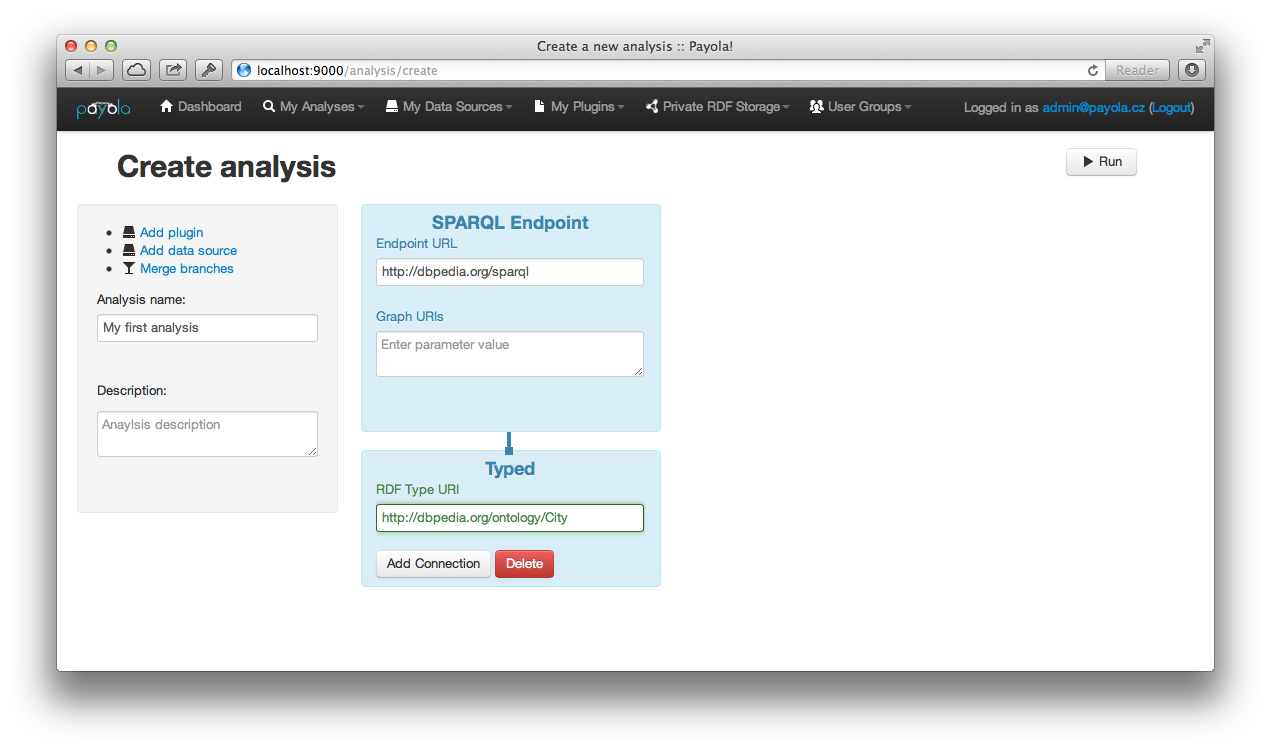 Create a new analysis :: Payola!
localhost:9000/analysis/create
Reader
payola
Dashboard
My Analyses
My Data Sources
My Plugins
Private RDF Storage
User Groups
Logged in as admin@payola.cz (Logout)
Create analysis
Run
Add plugin
Add data source
Merge branches
Analysis name:
My first analysis
Description:
Anaylsis description
SPARQL Endpoint
Endpoint URL
http://dbpedia.org/sparql
Graph URIs
Enter parameter value
Typed
RDF Type URI
http://dbpedia.org/ontology/City
Add Connection
Delete